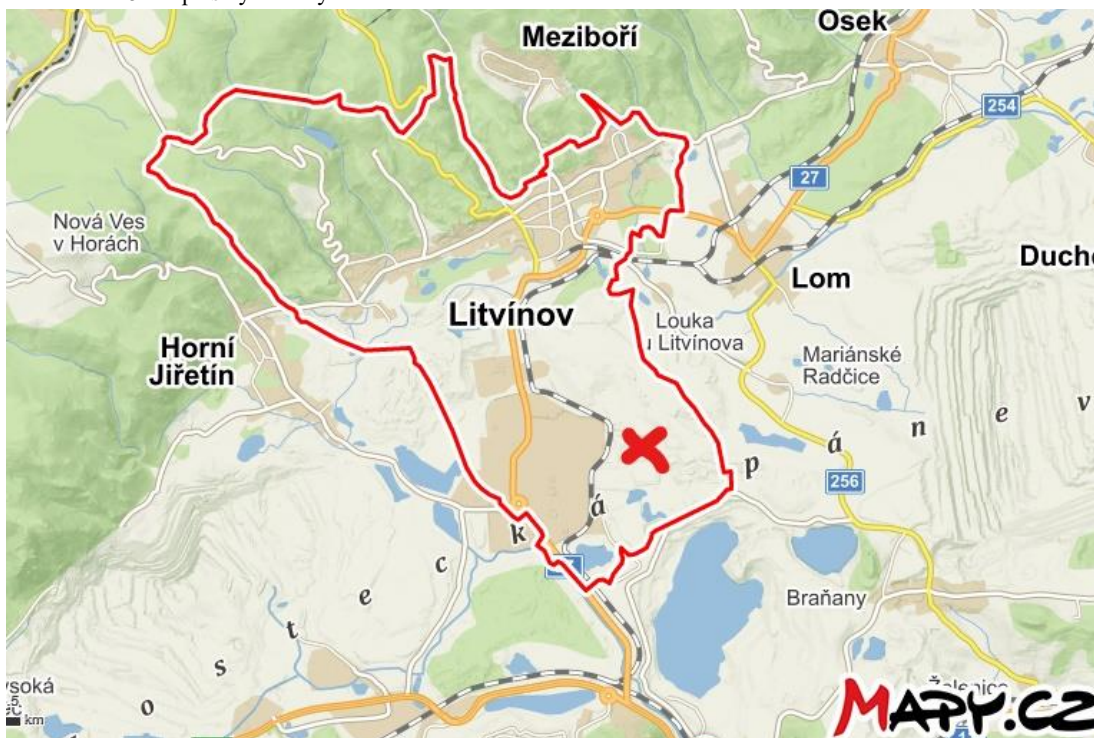 Osek
Meziboří
254
27
Nová Ves
v Horách
Ducho
Lom
Litvínov
Louka
u Litvínova
Horní
Jiřetín
Mariánské
Radčice
256
Braňany
m o s t e c k á p á n e v
km
MAPY.CZ